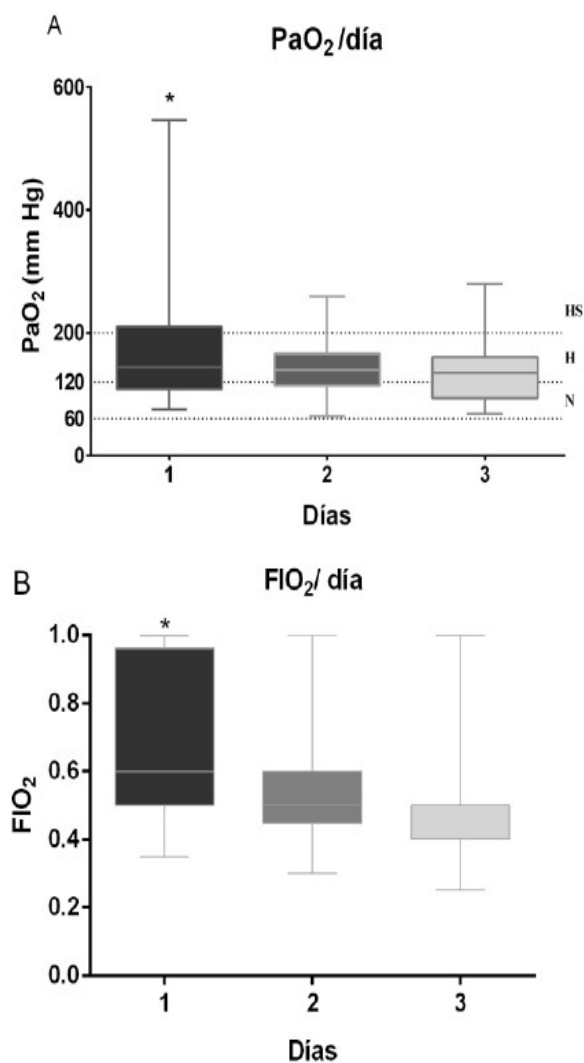 A
PaO₂ /día
*
600
400
200
120
60
0
PaO₂ (mm Hg)
HS
H
N
1 2 3
Días
B
FIO₂/ día
*
1.0
0.8
0.6
0.4
0.2
0.0
FIO₂
1 2 3
Días